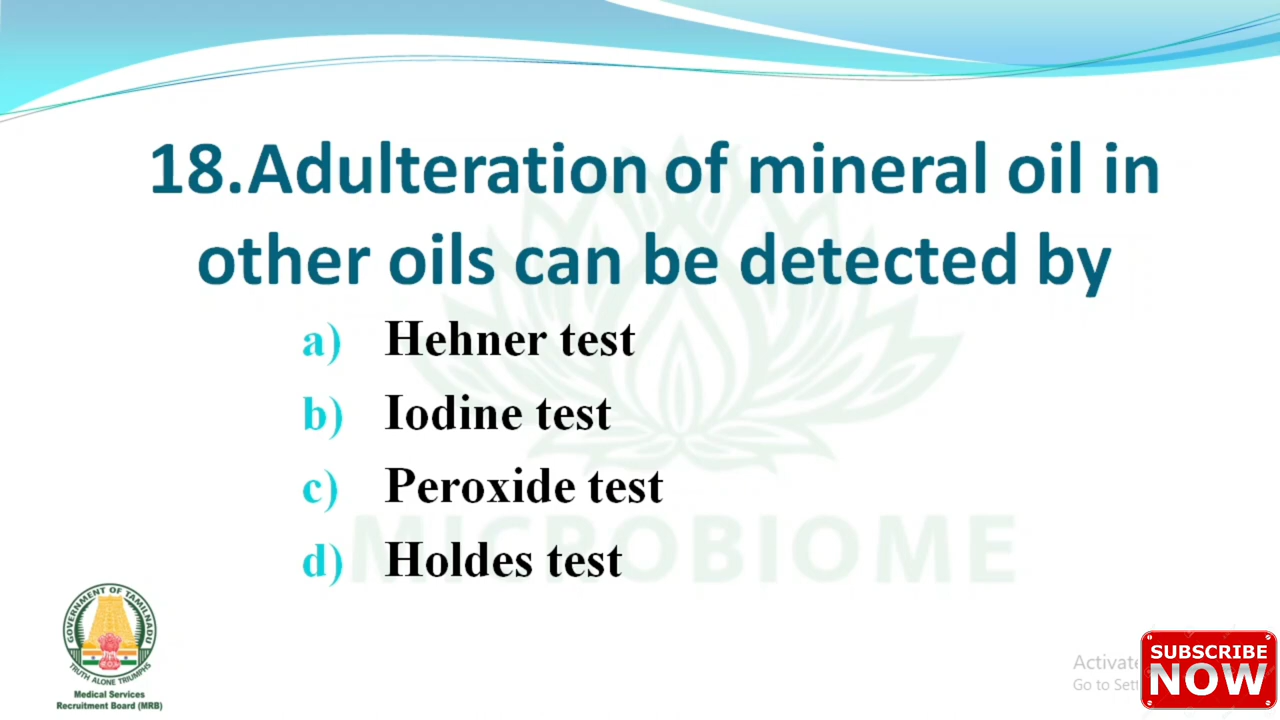 18.Adulteration of mineral oil in
other oils can be detected by
a) Hehner test
b) Iodine test
c) Peroxide test
d) Holdes test
MICROBIOME
GOVERNMENT OF TAMILNADU
TRUTH ALONE TRIUMPHS
Medical Services
Recruitment Board (MRB)
Activate
Go to Sett
SUBSCRIBE
NOW